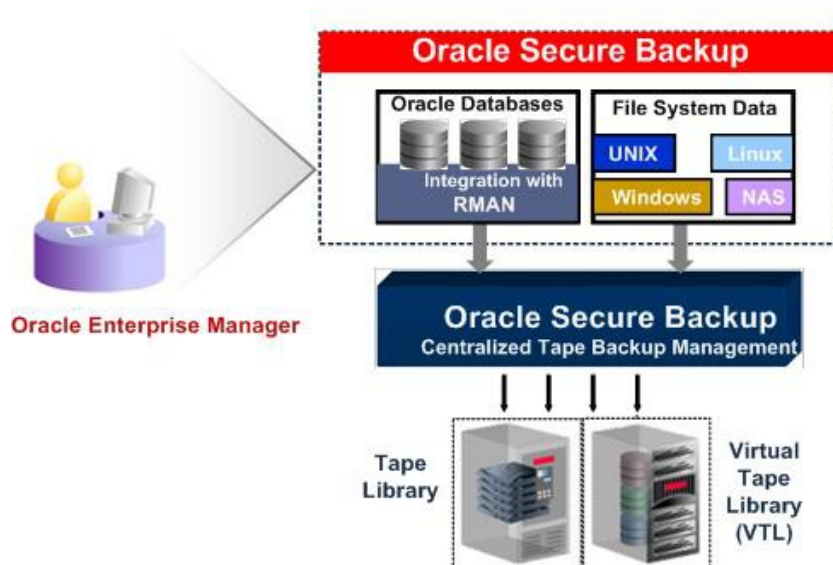 Oracle Secure Backup
Oracle Databases
Integration with
RMAN
File System Data
UNIX
Linux
Windows
NAS
Oracle Enterprise Manager
Oracle Secure Backup
Centralized Tape Backup Management
Tape
Library
Virtual
Tape
Library
(VTL)